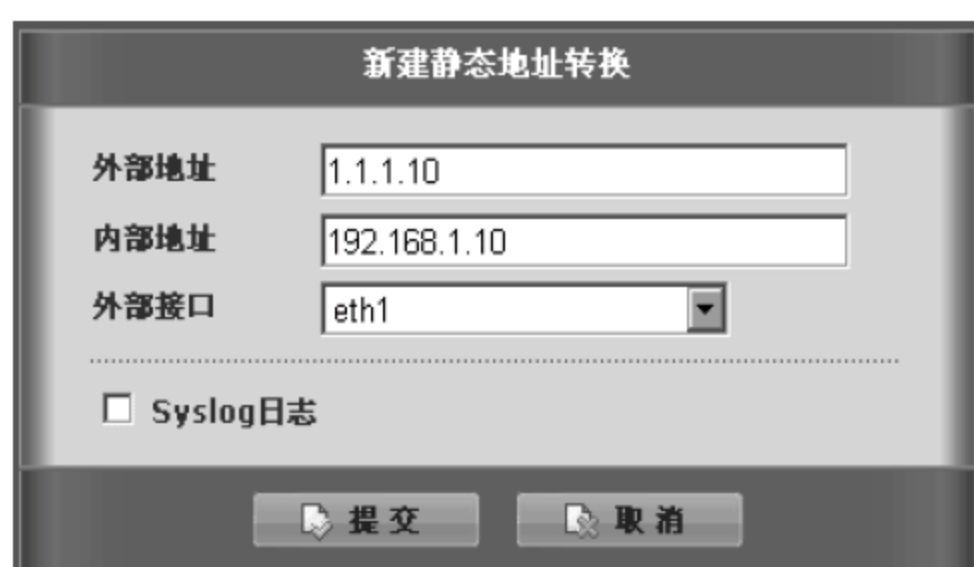 新建静态地址转换
外部地址 1.1.1.10
内部地址 192.168.1.10
外部接口 eth1
Syslog日志
提交 取消